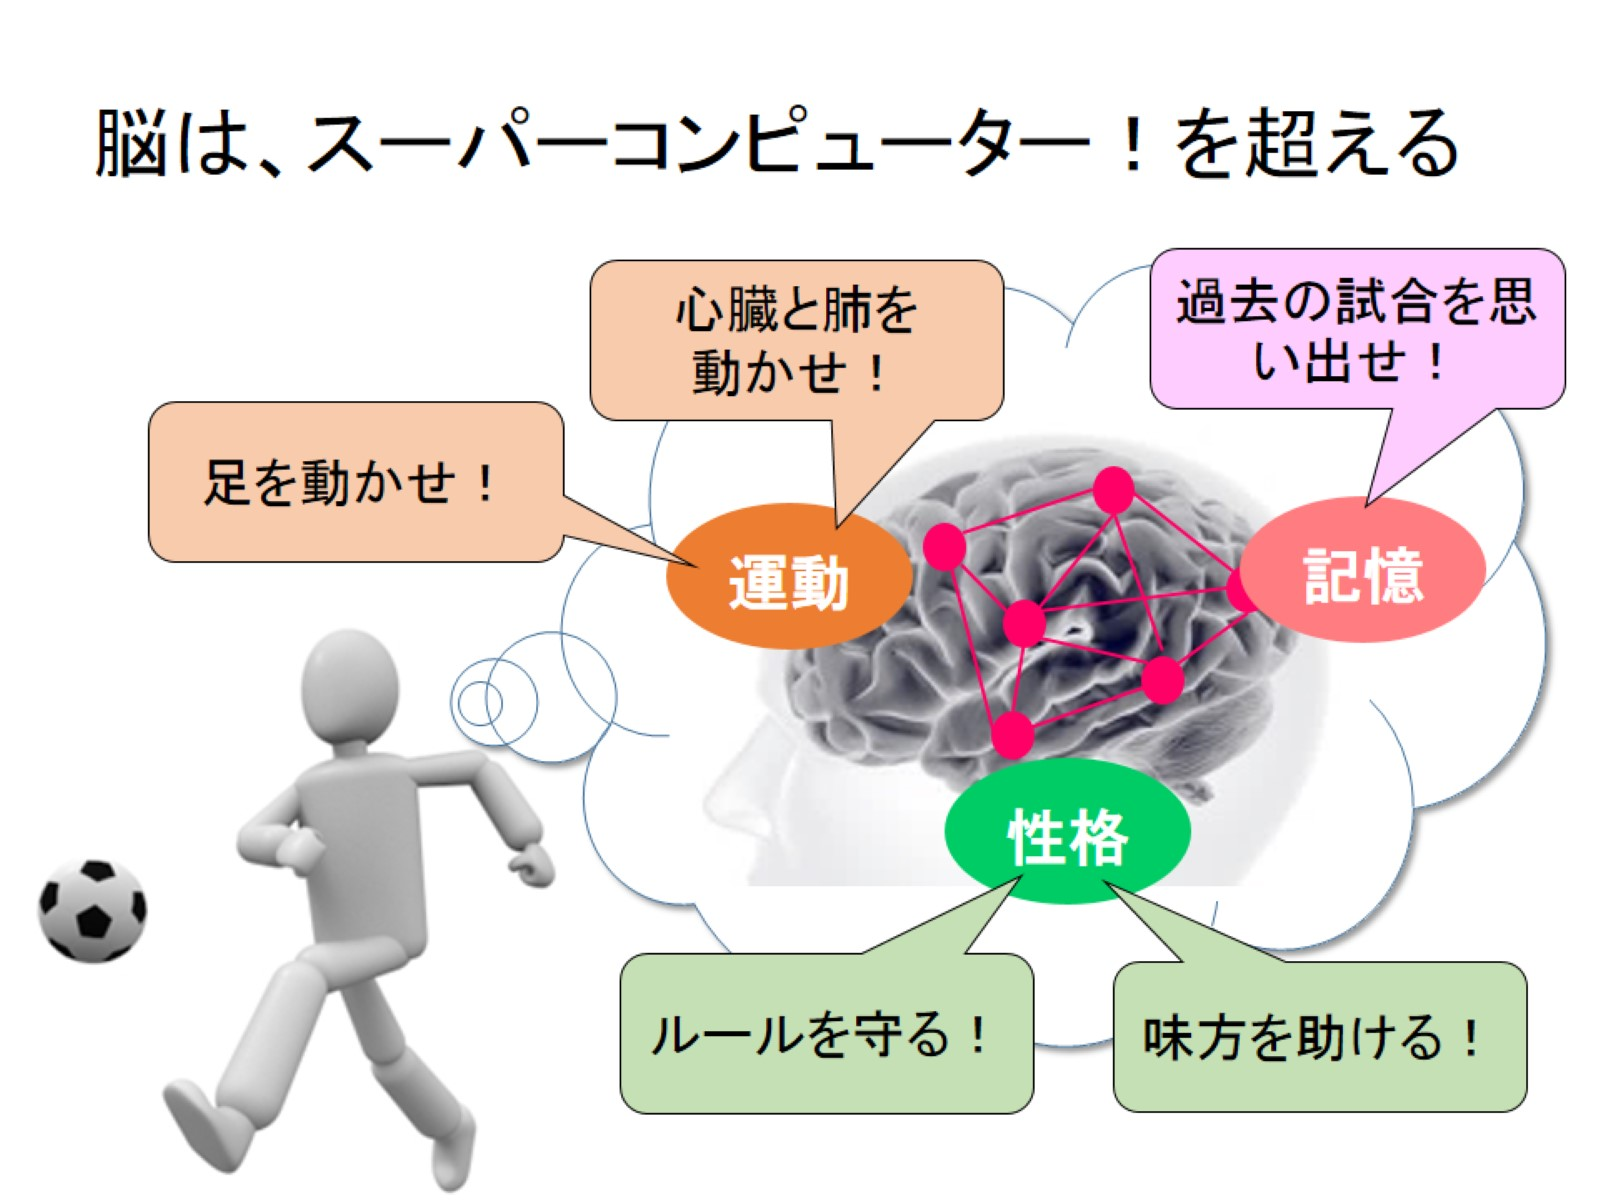 脳は、スーパーコンピューター！を超える
心臓と肺を
動かせ！
過去の試合を思
い出せ！
足を動かせ！
運動
記憶
性格
ルールを守る！
味方を助ける！